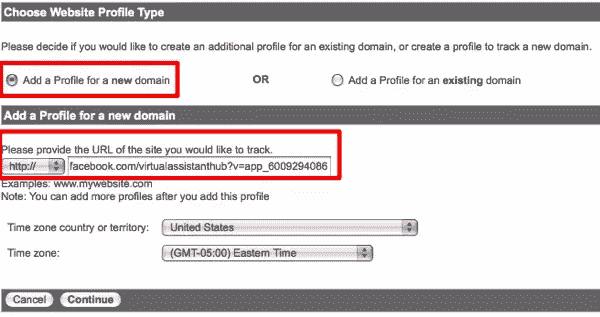 Choose Website Profile Type
Please decide if you would like to create an additional profile for an existing domain, or create a profile to track a new domain.
Add a Profile for a new domain OR Add a Profile for an existing domain
Add a Profile for a new domain
Please provide the URL of the site you would like to track.
http:// facebook.com/virtualassistanthub?v=app_6009294086
Examples: www.mywebsite.com
Note: You can add more profiles after you add this profile
Time zone country or territory: United States
Time zone: (GMT-05:00) Eastern Time
Cancel Continue